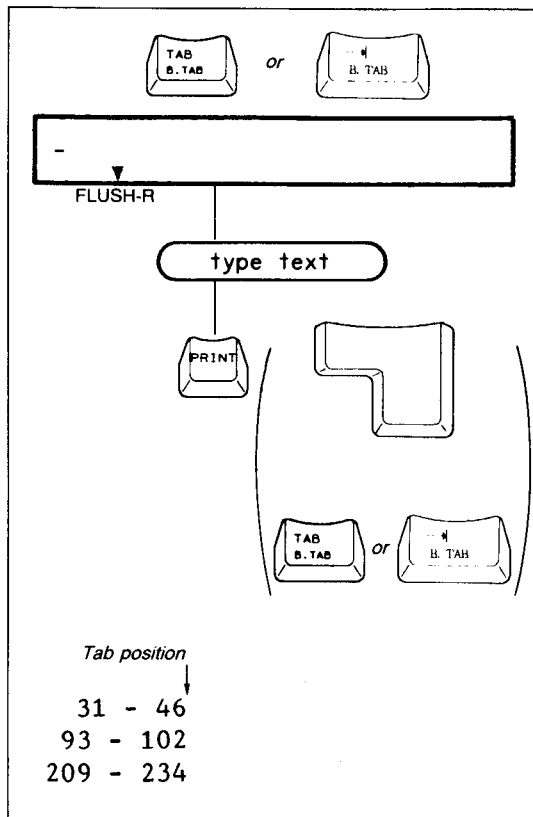 TAB
B.TAB
or
B. TAB
-
FLUSH-R
type text
PRINT
TAB
B.TAB
or
B. TAB
Tab position
31 - 46
93 - 102
209 - 234